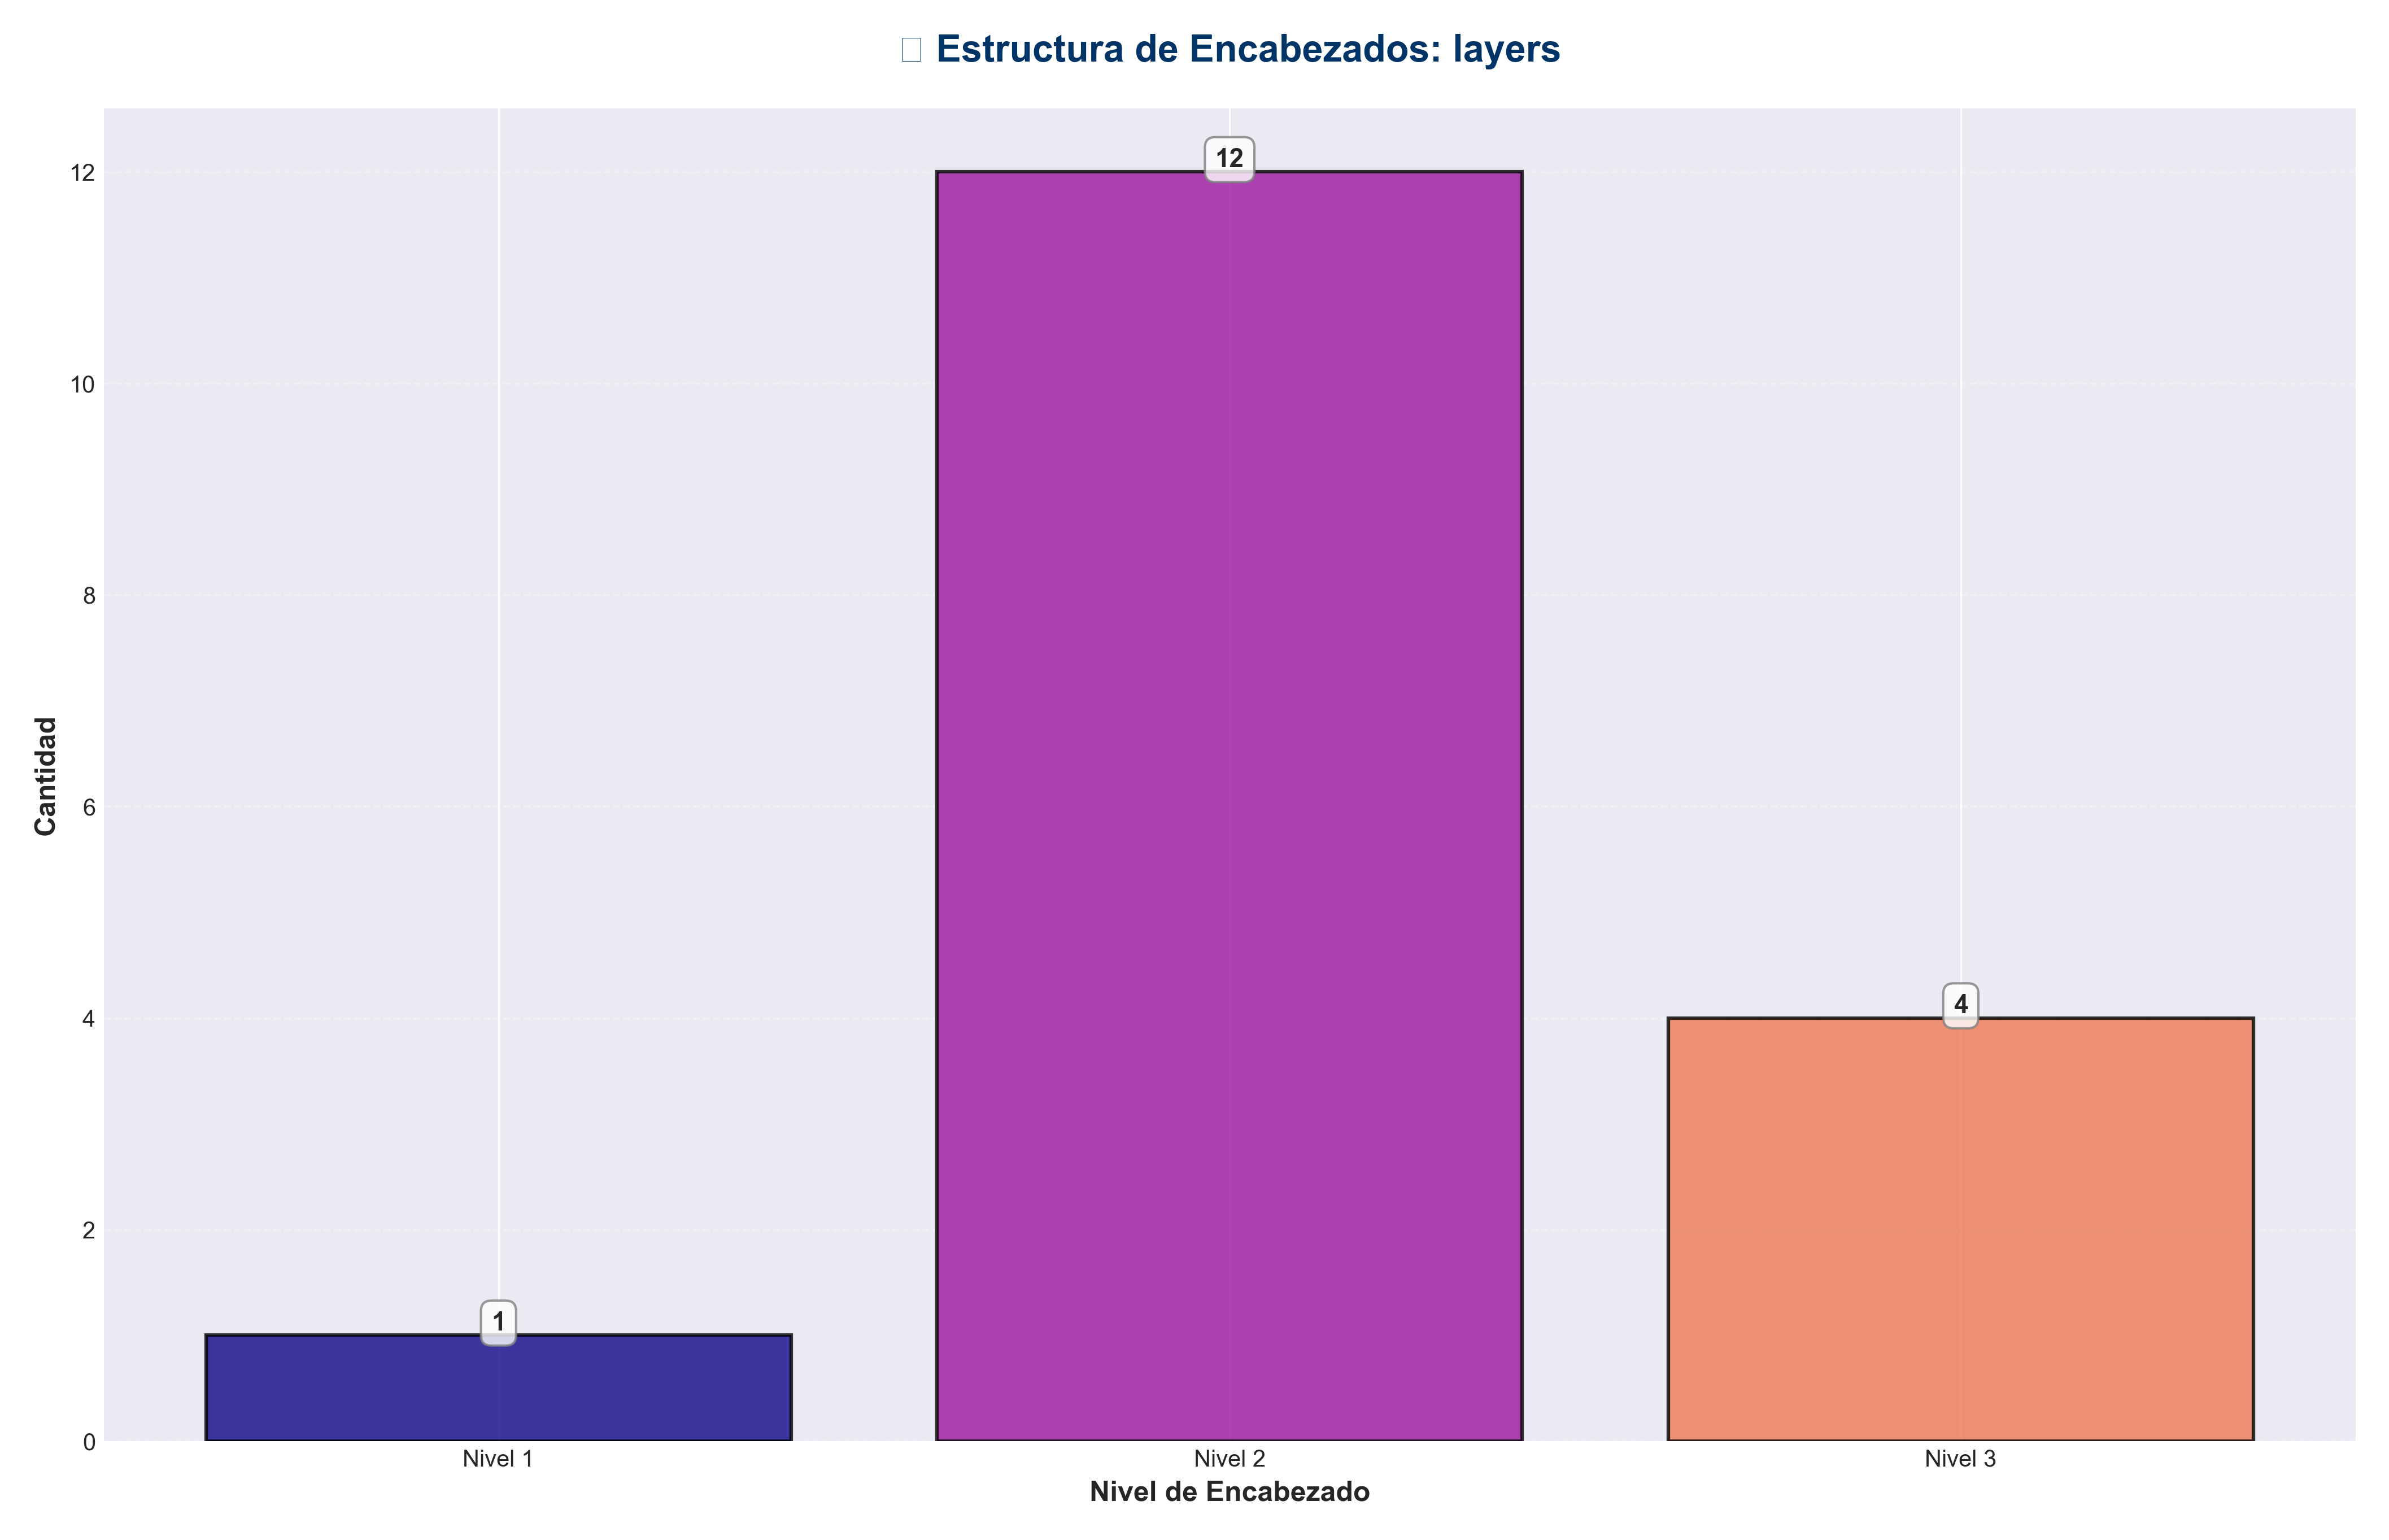 Estructura de Encabezados: layers
12
10
8
6
4
2
0
Cantidad
1
12
4
Nivel 1
Nivel 2
Nivel 3
Nivel de Encabezado